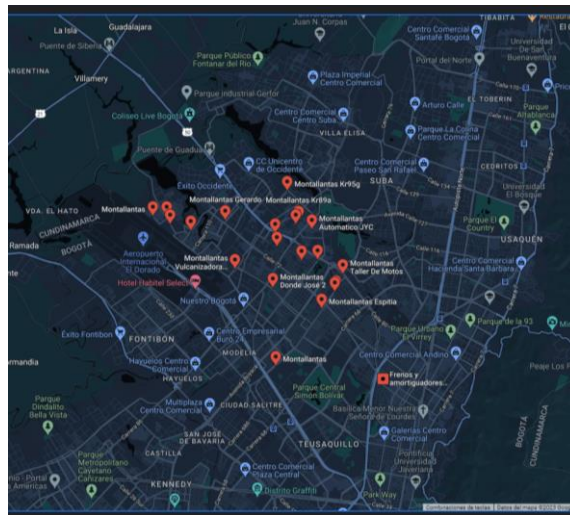 La Isla
Guadalajara
Juan N. Corpas
Centro Comercial
Santafé Bogotá
TIBABITA
Puente de Siberia
Universidad
De San
Buenaventura
ARGENTINA
Villamery
Parque Público
Fontanar del Río
Plaza Imperial
Centro Comercial
Portal del Norte
EL TOBERIN
Parque industrial Gerfor
Coliseo Live Bogotá
Centro Comercial
Centro Suba
Arturo Calle
Parque
Altablanca
VILLA ELISA
Parque La Colina
Centro Comercial
Puente de Guadua
CC Unicentro
de Occidente
Centro Comercial
Paseo San Rafael
CEDRITOS
Éxito Occidente
Montallantas Kr95g
SUBA
Universidad
El Bosque
VDA. EL HATO
Montallantas
Montallantas Gerardo
Montallantas Kr89a
CUNDINAMARCA
BOGOTÁ
Montallantas
Automatico JYC
Parque El
Country
USAQUÉN
Ramada
Aeropuerto
Internacional
El Dorado
Montallantas
Vulcanizadora...
Montallantas
Taller De Motos
Centro Comercial
Hacienda Santa Bárbara
Hotel Habitel Select
Montallantas
Donde José 2
Nuestro Bogotá
Montallantas Espitia
Parque de la 93
Éxito Fontibón
FONTIBÓN
Centro Empresarial
Buró 24
MODELIA
Parque Urbano
El Virrey
Hayuelos Centro
Comercial
HAYUELOS
Montallantas
Centro Comercial Andino
Parque Central
Simón Bolívar
Frenos y
amortiguadores...
Parque
Dindalito
Bella Vista
Multiplaza Centro
Comercial
CIUDAD SALITRE
Basílica Menor Nuestra
Señora de Lourdes
BOGOTÁ
CUNDINAMARCA
SAN JOSÉ
DE BAVARIA
TEUSAQUILLO
Galerías Centro
Comercial
Parque
Metropolitano
Cayetano
Cañizares
CASTILLA
Pontificia
Universidad
Javeriana
Centro Comercial
Plaza Central
KENNEDY
Distrito Graffiti
Park Way
Combinaciones de teclas